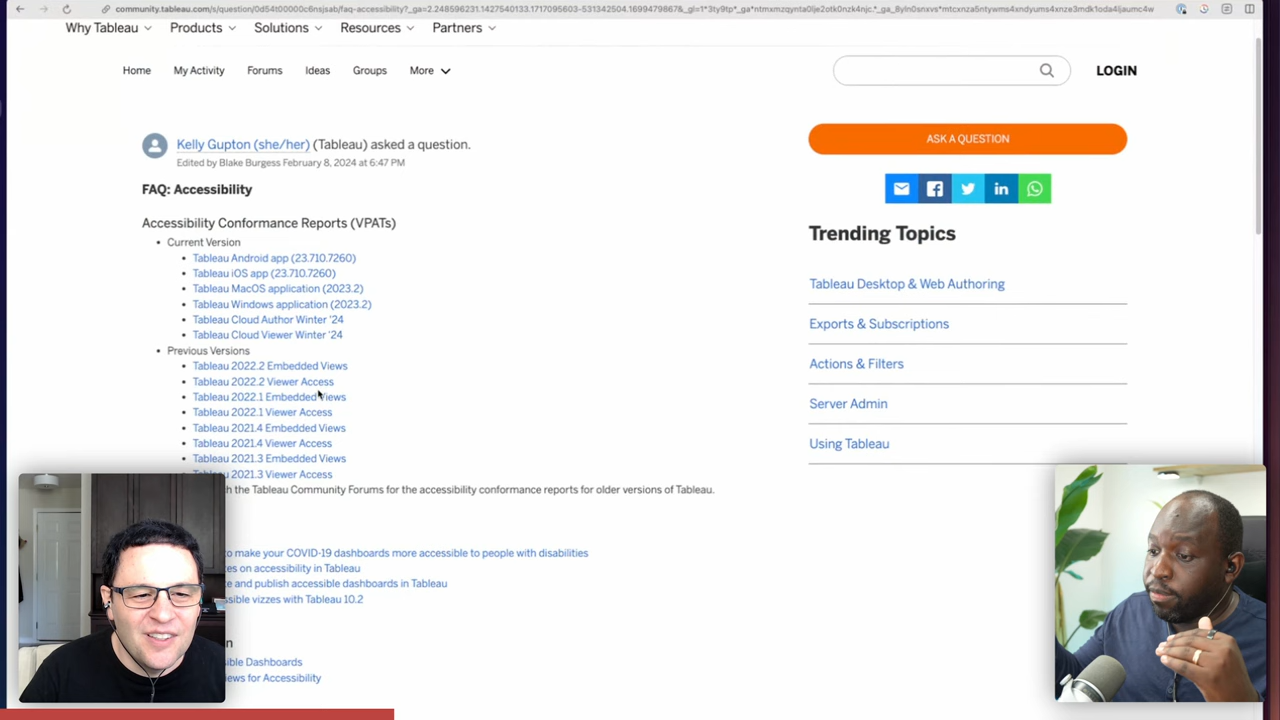 Why Tableau
Products
Solutions
Resources
Partners
Home
My Activity
Forums
Ideas
Groups
More
LOGIN
Kelly Gupton (she/her) (Tableau) asked a question.
Edited by Blake Burgess February 8, 2024 at 6:47 PM
FAQ: Accessibility
Accessibility Conformance Reports (VPATs)
Current Version
Tableau Android app (23.710.7260)
Tableau iOS app (23.710.7260)
Tableau MacOS application (2023.2)
Tableau Windows application (2023.2)
Tableau Cloud Author Winter '24
Tableau Cloud Viewer Winter '24
Previous Versions
Tableau 2022.2 Embedded Views
Tableau 2022.2 Viewer Access
Tableau 2022.1 Embedded Views
Tableau 2022.1 Viewer Access
Tableau 2021.4 Embedded Views
Tableau 2021.4 Viewer Access
Tableau 2021.3 Embedded Views
Tableau 2021.3 Viewer Access
the Tableau Community Forums for the accessibility conformance reports for older versions of Tableau.
to make your COVID-19 dashboards more accessible to people with disabilities
on accessibility in Tableau
and publish accessible dashboards in Tableau
vizzes with Tableau 10.2
Dashboards
for Accessibility
ASK A QUESTION
Trending Topics
Tableau Desktop & Web Authoring
Exports & Subscriptions
Actions & Filters
Server Admin
Using Tableau